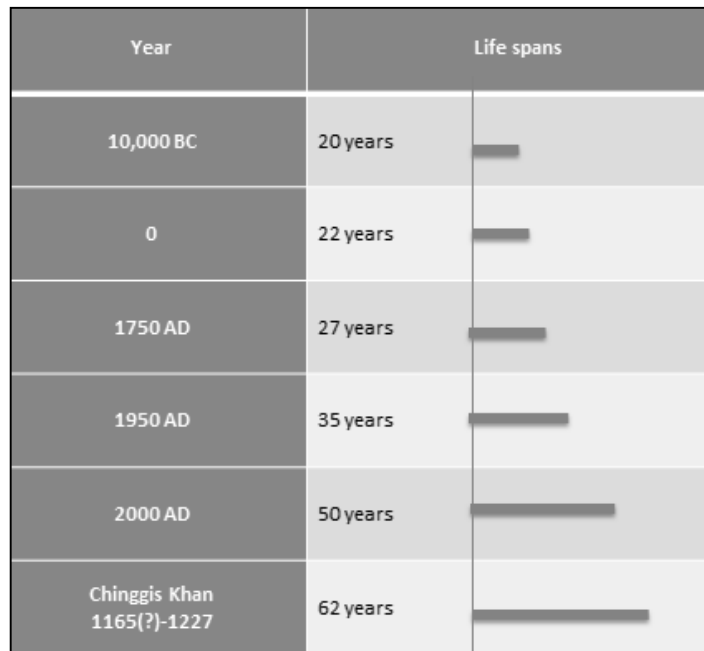 Year Life spans
10,000 BC 20 years
0 22 years
1750 AD 27 years
1950 AD 35 years
2000 AD 50 years
Chinggis Khan
1165(?)-1227 62 years